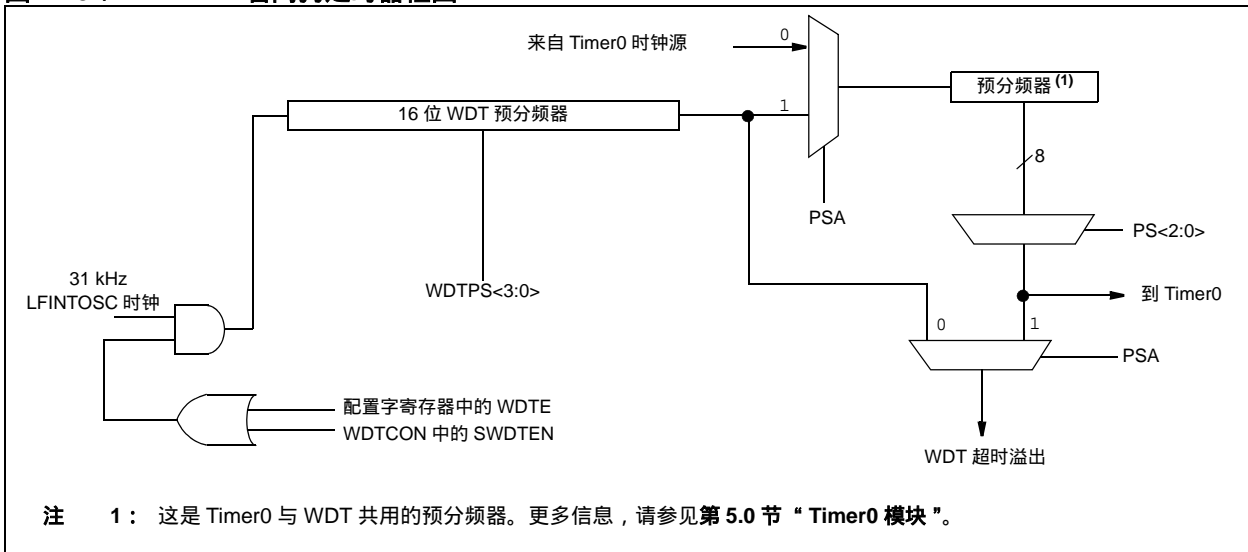 来自 Timer0 时钟源
0
预分频器 (1)
16 位 WDT 预分频器
1
8
PSA
PS<2:0>
31 kHz
LFINTOSC 时钟
WDTPS<3:0>
到 Timer0
0
1
PSA
配置字寄存器中的 WDTE
WDTCON 中的 SWDTEN
WDT 超时溢出
注 1： 这是 Timer0 与 WDT 共用的预分频器。更多信息，请参见第 5.0 节 “ Timer0 模块 ”。